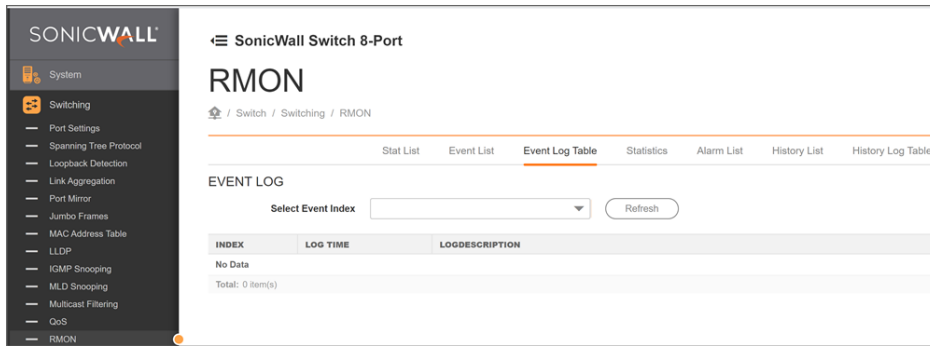 SONICWALL
System
Switching
Port Settings
Spanning Tree Protocol
Loopback Detection
Link Aggregation
Port Mirror
Jumbo Frames
MAC Address Table
LLDP
IGMP Snooping
MLD Snooping
Multicast Filtering
QoS
RMON
SonicWall Switch 8-Port
RMON
/ Switch / Switching / RMON
Stat List Event List Event Log Table Statistics Alarm List History List History Log Table
EVENT LOG
Select Event Index Refresh
INDEX LOG TIME LOGDESCRIPTION
No Data
Total: 0 item(s)